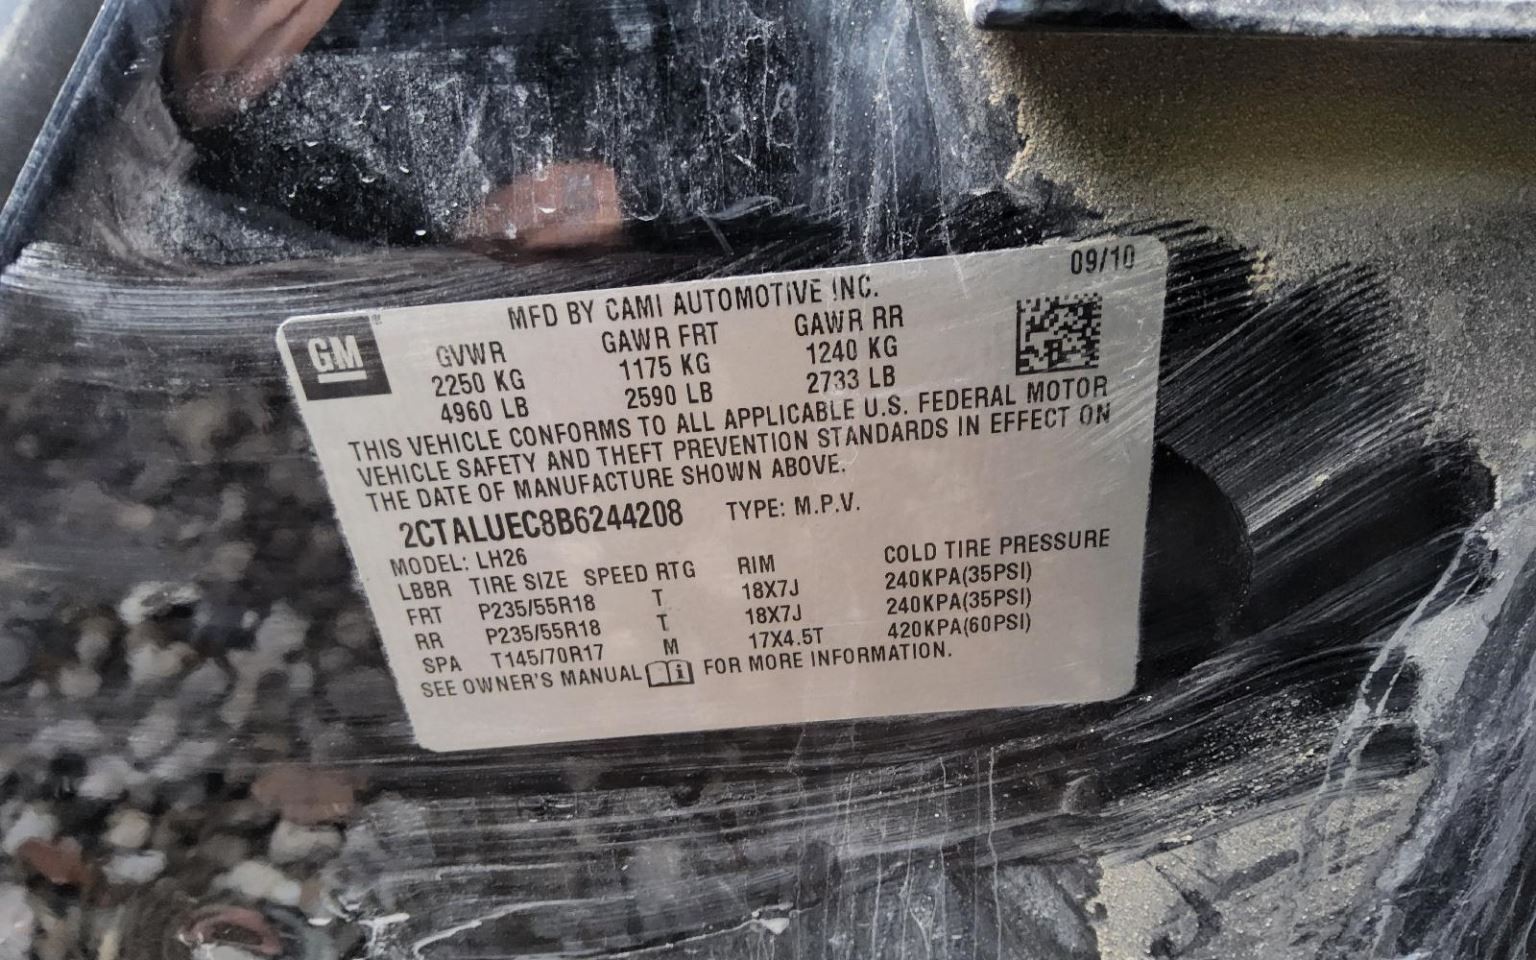 09/10
MFD BY CAMI AUTOMOTIVE INC.
GM
GVWR GAWR FRT GAWR RR
2250 KG 1175 KG 1240 KG
4960 LB 2590 LB 2733 LB
THIS VEHICLE CONFORMS TO ALL APPLICABLE U.S. FEDERAL MOTOR
VEHICLE SAFETY AND THEFT PREVENTION STANDARDS IN EFFECT ON
THE DATE OF MANUFACTURE SHOWN ABOVE.
2CTALUEC8B6244208 TYPE: M.P.V.
MODEL: LH26
LBBR TIRE SIZE SPEED RTG RIM COLD TIRE PRESSURE
FRT P235/55R18 T 18X7J 240KPA(35PSI)
RR P235/55R18 T 18X7J 240KPA(35PSI)
SPA T145/70R17 M 17X4.5T 420KPA(60PSI)
SEE OWNER'S MANUAL i FOR MORE INFORMATION.